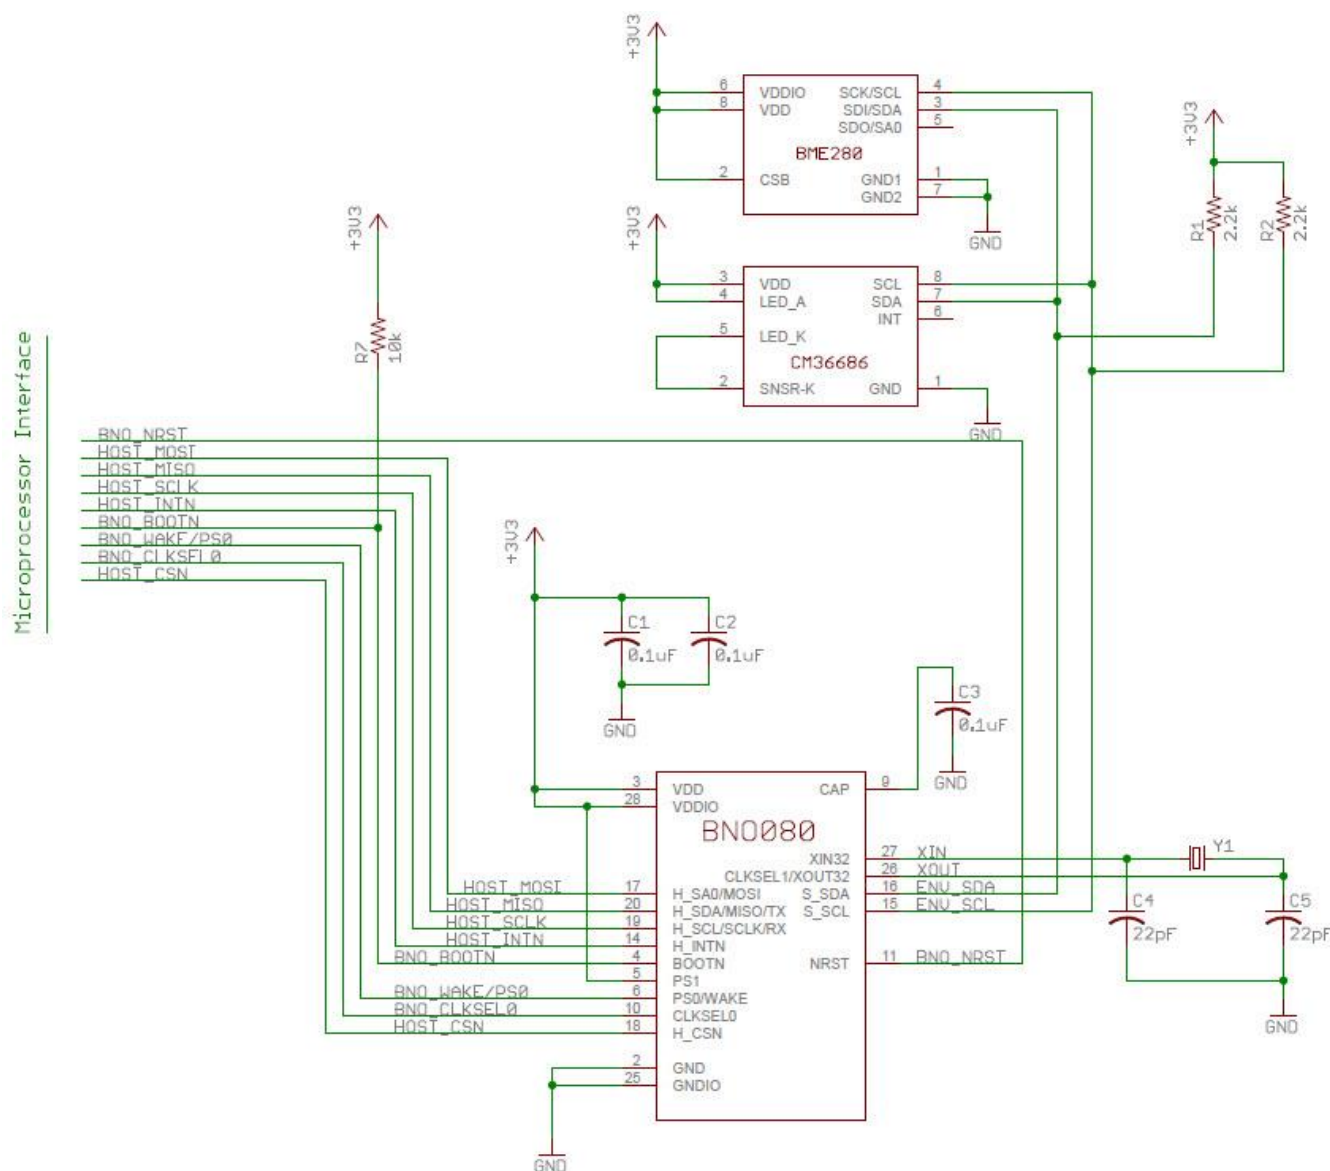 +3V3
6 VDDIO SCK/SCL 4
8 VDD SDI/SDA 3
SDO/SA0 5
BME280
2 CSB GND1 1
GND2 7
GND
+3V3
R1 2.2k
R2 2.2k
+3V3
3 VDD SCL 8
4 LED_A SDA 7
INT 6
5 LED_K
CM36686
2 SNSR-K GND 1
GND
+3V3
R7 10k
Microprocessor Interface
BNO_NRST
HOST_MOSI
HOST_MISO
HOST_SCLK
HOST_INTN
BNO_BOOTN
BNO_WAKE/PS0
BNO_CLKSEL0
HOST_CSN
+3V3
C1 0.1uF
C2 0.1uF
GND
C3
0.1uF
GND
3 VDD CAP 9
28 VDDIO
BNO080
XIN32 27 XIN
Y1
CLKSEL1/XOUT32 26 XOUT
HOST_MOSI 17 H_SA0/MOSI S_SDA 16 ENV_SDA
HOST_MISO 20 H_SDA/MISO/TX S_SCL 15 ENV_SCL
HOST_SCLK 19 H_SCL/SCLK/RX
HOST_INTN 14 H_INTN
BNO_BOOTN 4 BOOTN NRST 11 BNO_NRST
5 PS1
BNO_WAKE/PS0 6 PS0/WAKE
BNO_CLKSEL0 10 CLKSEL0
HOST_CSN 18 H_CSN
2 GND
25 GNDIO
GND
C4
22pF
C5
22pF
GND